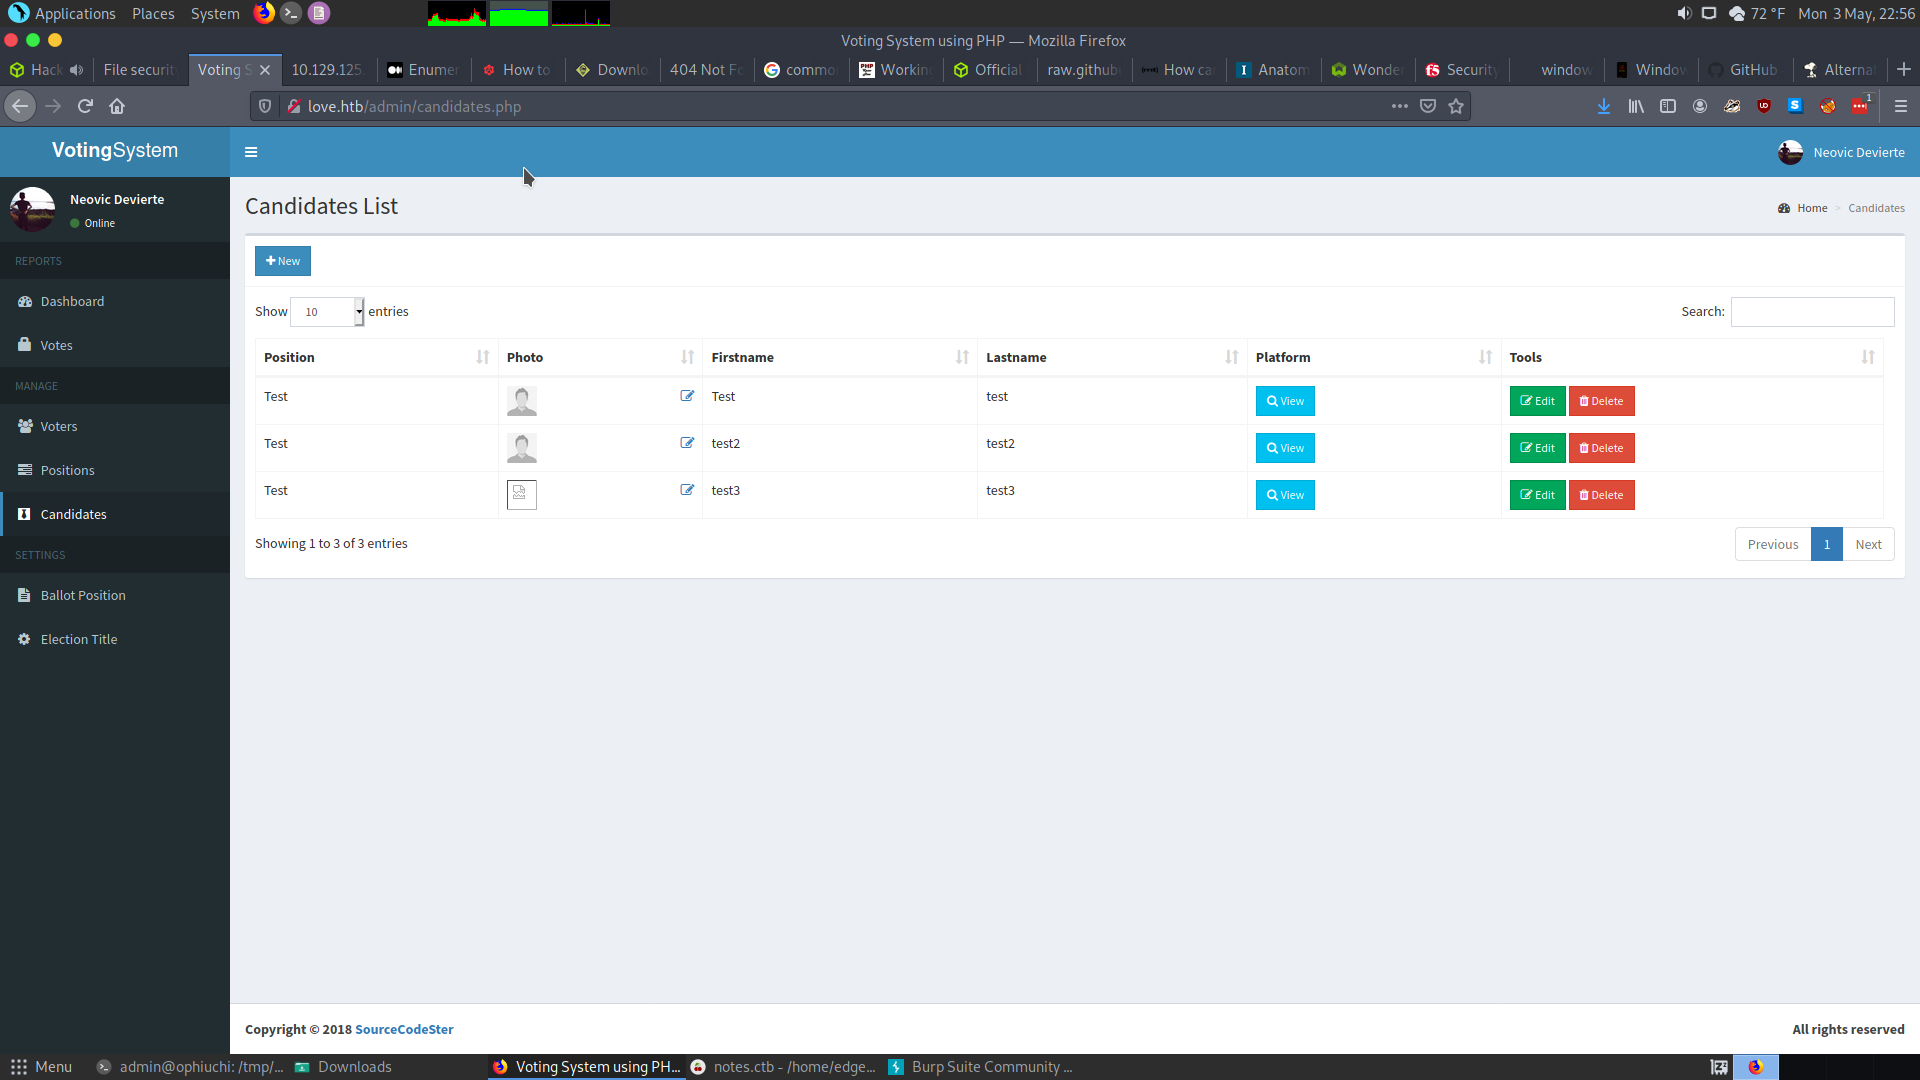 Applications Places System 72 °F Mon 3 May, 22:56
Voting System using PHP — Mozilla Firefox
Hack File securit Voting S 10.129.125 Enumer How to Downlo 404 Not Fo commo Workin Official raw.github How ca Anatom Wonder Security window Window GitHub Alterna
love.htb/admin/candidates.php 1
VotingSystem Neovic Devierte
Neovic Devierte
Online
Candidates List Home > Candidates
REPORTS
Dashboard
Votes
MANAGE
Voters
Positions
Candidates
SETTINGS
Ballot Position
Election Title
New
Show 10 entries Search:
Position Photo Firstname Lastname Platform Tools
Test Test test View Edit Delete
Test test2 test2 View Edit Delete
Test test3 test3 View Edit Delete
Showing 1 to 3 of 3 entries Previous 1 Next
Copyright © 2018 SourceCodeSter All rights reserved
Menu admin@ophiuchi: /tmp/... Downloads Voting System using PH... notes.ctb - /home/edge... Burp Suite Community ...